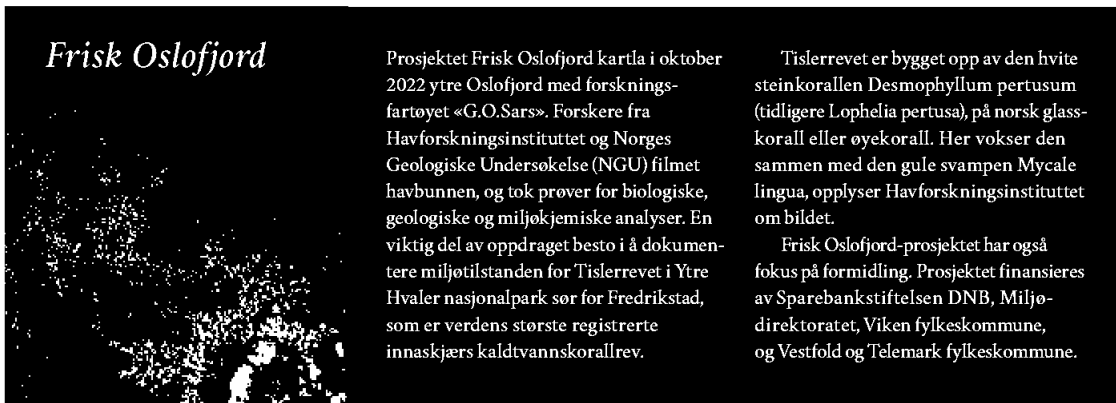 Frisk Oslofjord
Prosjektet Frisk Oslofjord kartla i oktober
2022 ytre Oslofjord med forsknings-
fartøyet «G.O.Sars». Forskere fra
Havforskningsinstituttet og Norges
Geologiske Undersøkelse (NGU) filmet
havbunnen, og tok prøver for biologiske,
geologiske og miljøkjemiske analyser. En
viktig del av oppdraget besto i å dokumen-
tere miljøtilstanden for Tislerrevet i Ytre
Hvaler nasjonalpark sør for Fredrikstad,
som er verdens største registrerte
innaskjærs kaldtvannskorallrev.
Tislerrevet er bygget opp av den hvite
steinkorallen Desmophyllum pertusum
(tidligere Lophelia pertusa), på norsk glass-
korall eller øyekorall. Her vokser den
sammen med den gule svampen Mycale
lingua, opplyser Havforskningsinstituttet
om bildet.
Frisk Oslofjord-prosjektet har også
fokus på formidling. Prosjektet finansieres
av Sparebankstiftelsen DNB, Miljø-
direktoratet, Viken fylkeskommune,
og Vestfold og Telemark fylkeskommune.